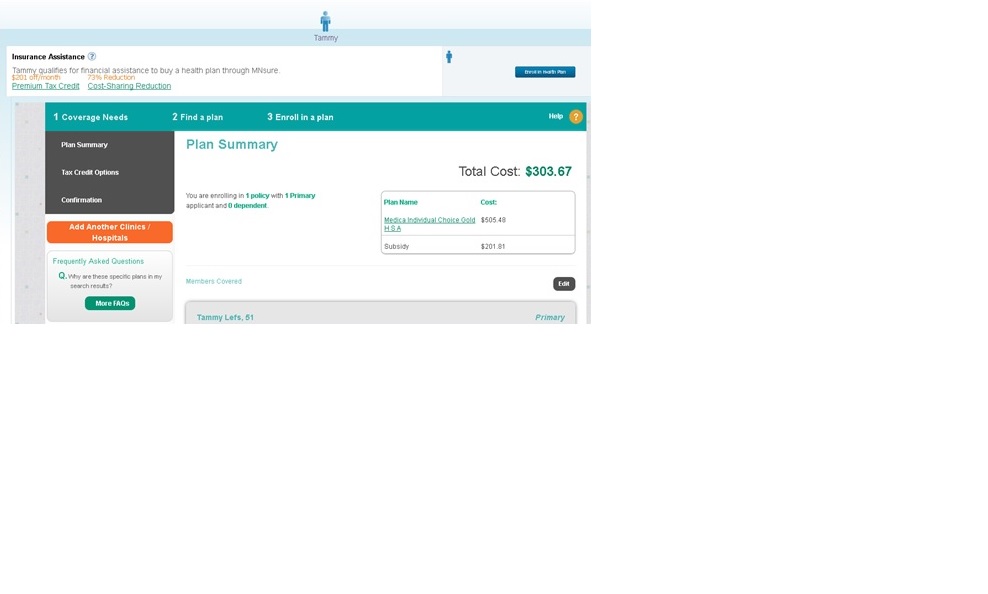 Tammy
Insurance Assistance ?
Tammy qualifies for financial assistance to buy a health plan through MNsure.
$201 off/month 73% Reduction
Premium Tax Credit Cost-Sharing Reduction
Enroll in Health Plan
1 Coverage Needs 2 Find a plan 3 Enroll in a plan Help ?
Plan Summary
Tax Credit Options
Confirmation
Add Another Clinics /
Hospitals
Frequently Asked Questions
Q. Why are these specific plans in my
search results?
More FAQs
Plan Summary
Total Cost: $303.67
You are enrolling in 1 policy with 1 Primary
applicant and 0 dependent.
Plan Name Cost:
Medica Individual Choice Gold $505.48
H S A
Subsidy $201.81
Members Covered Edit
Tammy Lefs, 51 Primary